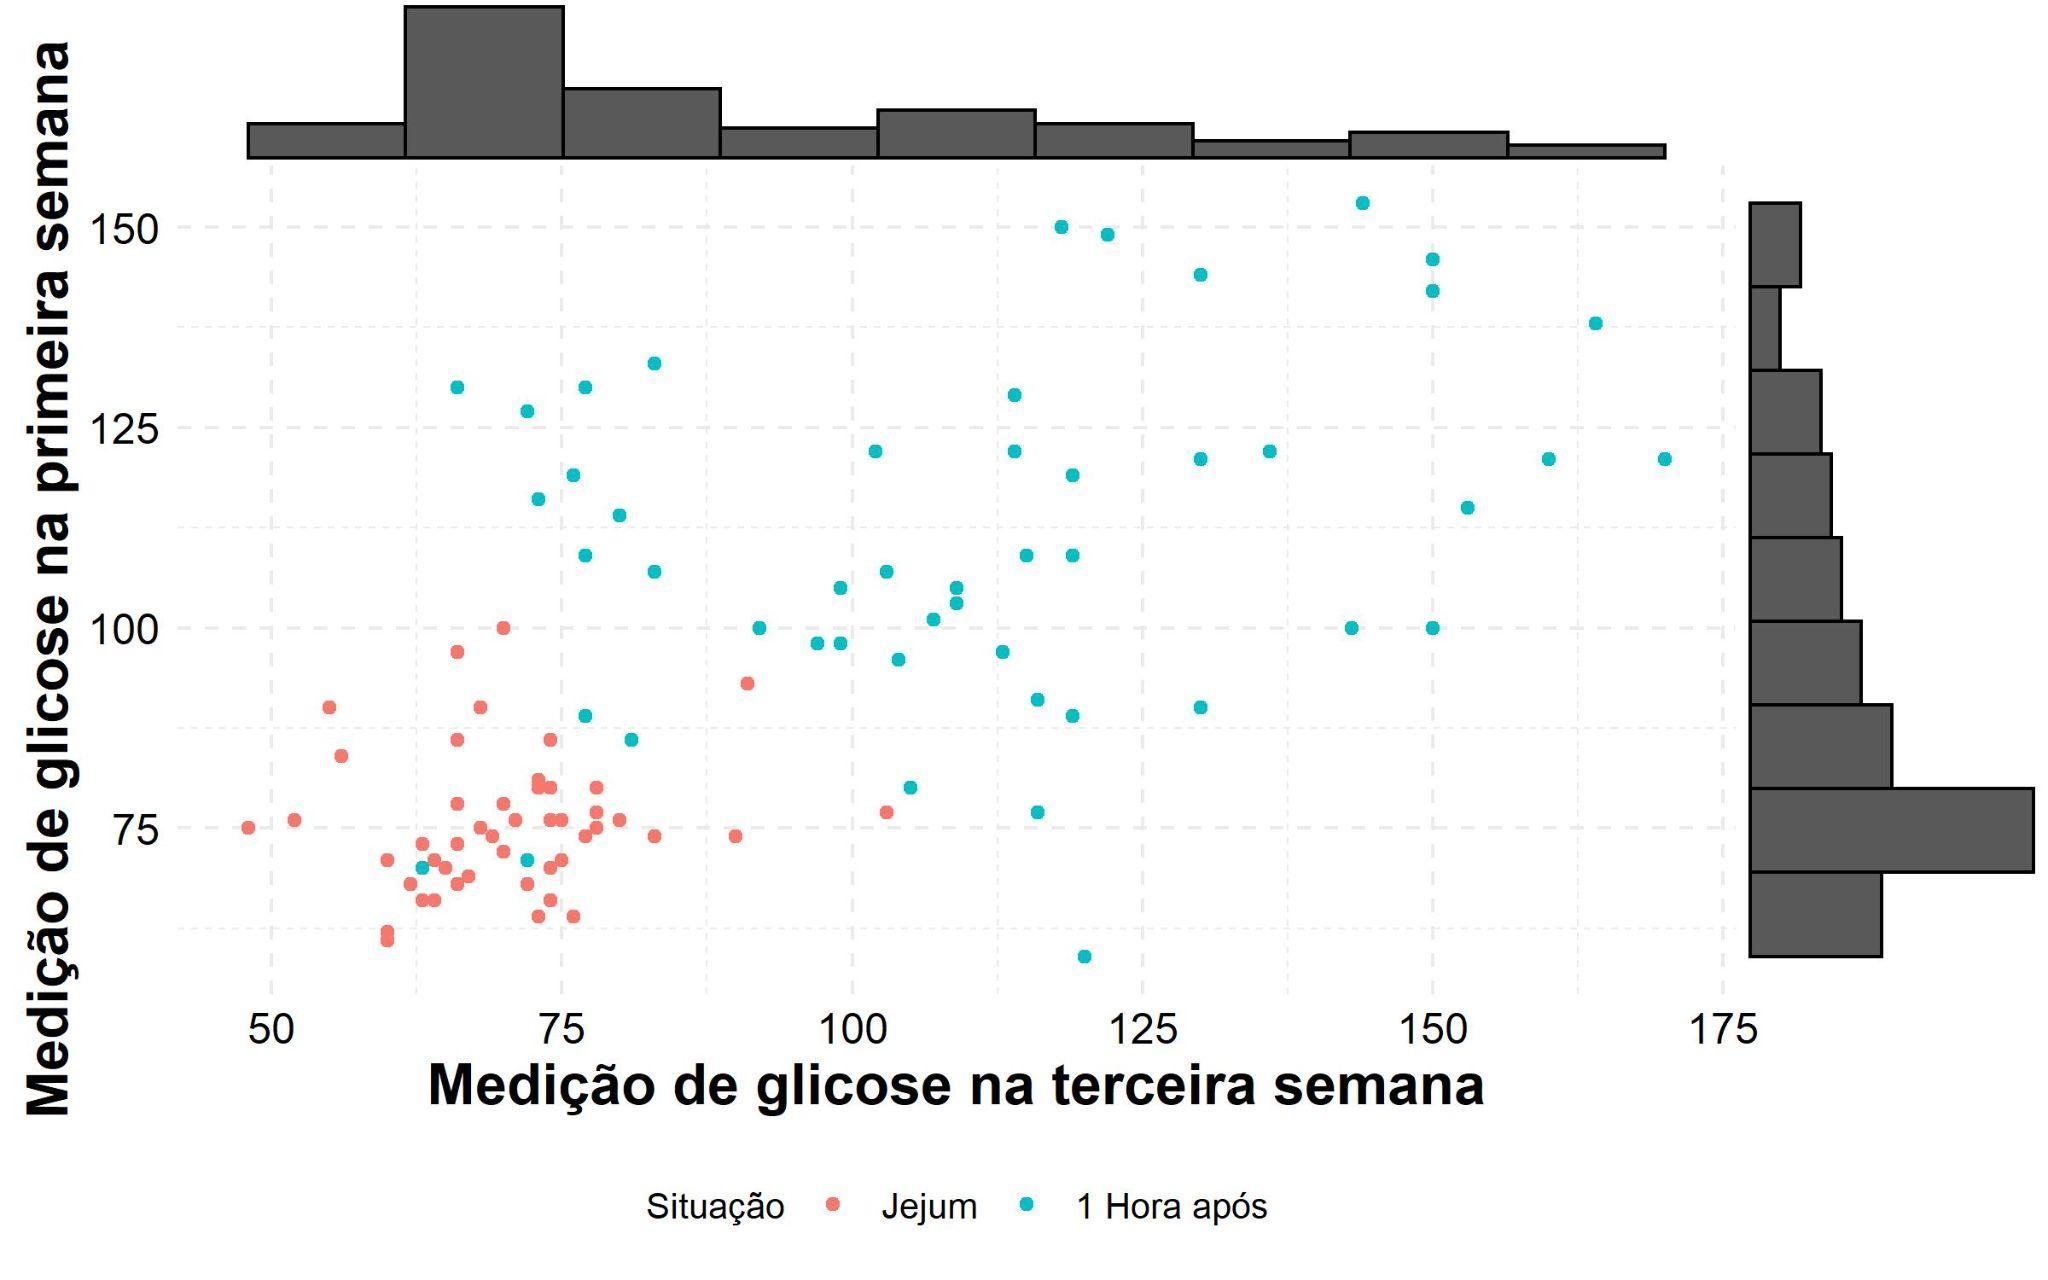 Medição de glicose na primeira semana
150
125
100
75
50 75 100 125 150 175
Medição de glicose na terceira semana
Situação Jejum 1 Hora após